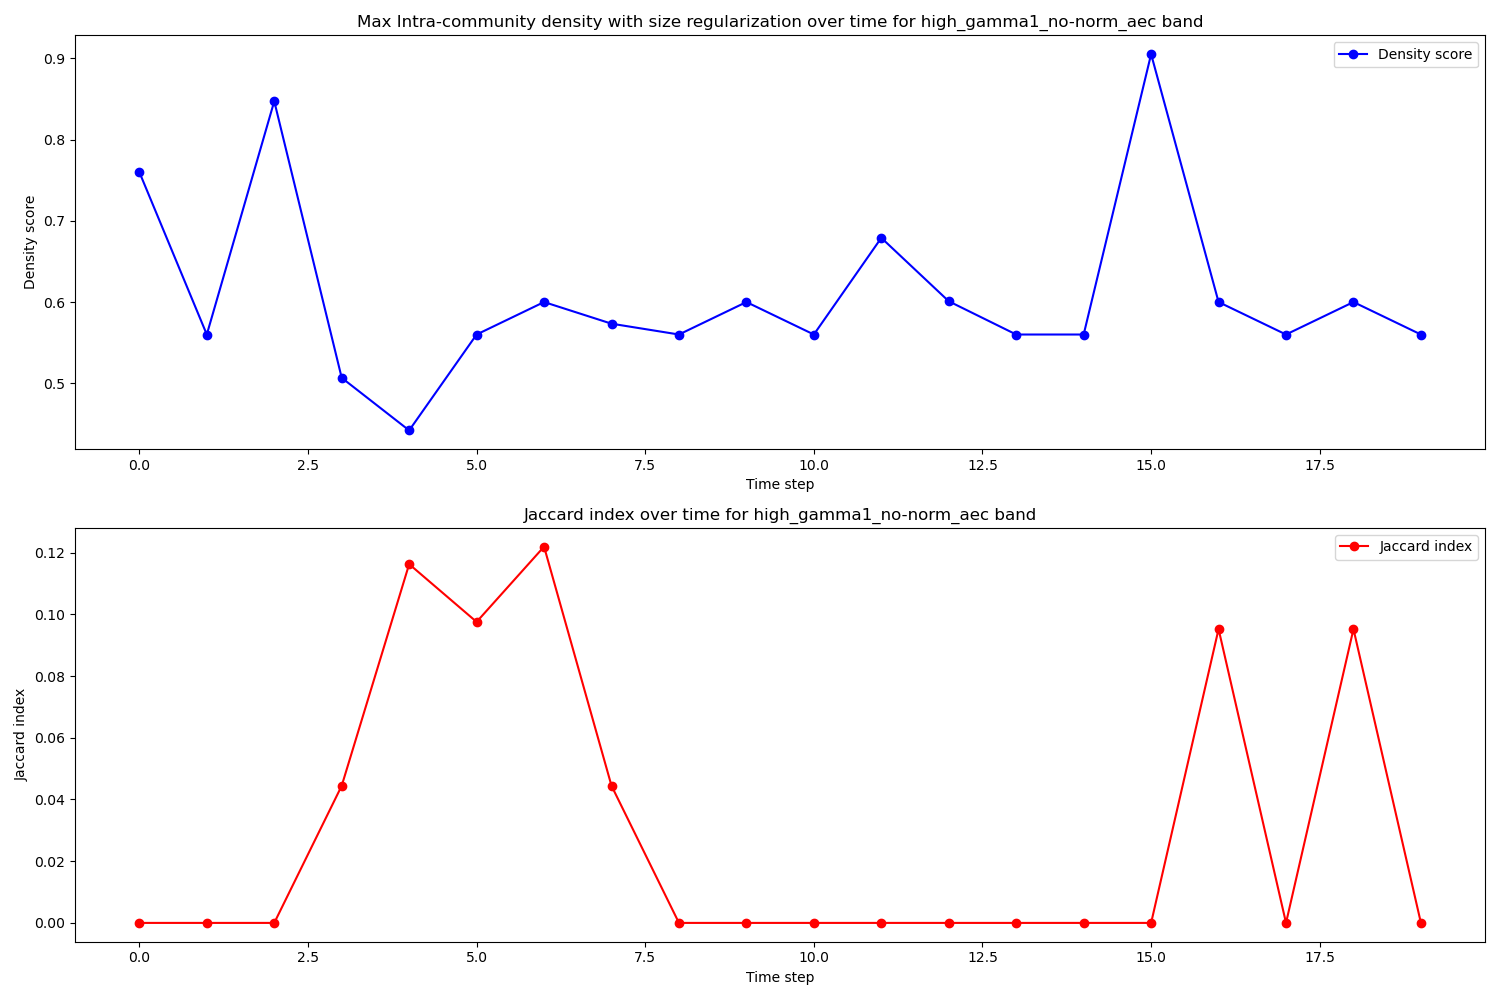 Max Intra-community density with size regularization over time for high_gamma1_no-norm_aec band
Density score
0.9
0.8
0.7
0.6
0.5
Density score
0.0 2.5 5.0 7.5 10.0 12.5 15.0 17.5
Time step
Jaccard index over time for high_gamma1_no-norm_aec band
Jaccard index
0.12
0.10
0.08
0.06
0.04
0.02
0.00
Jaccard index
0.0 2.5 5.0 7.5 10.0 12.5 15.0 17.5
Time step